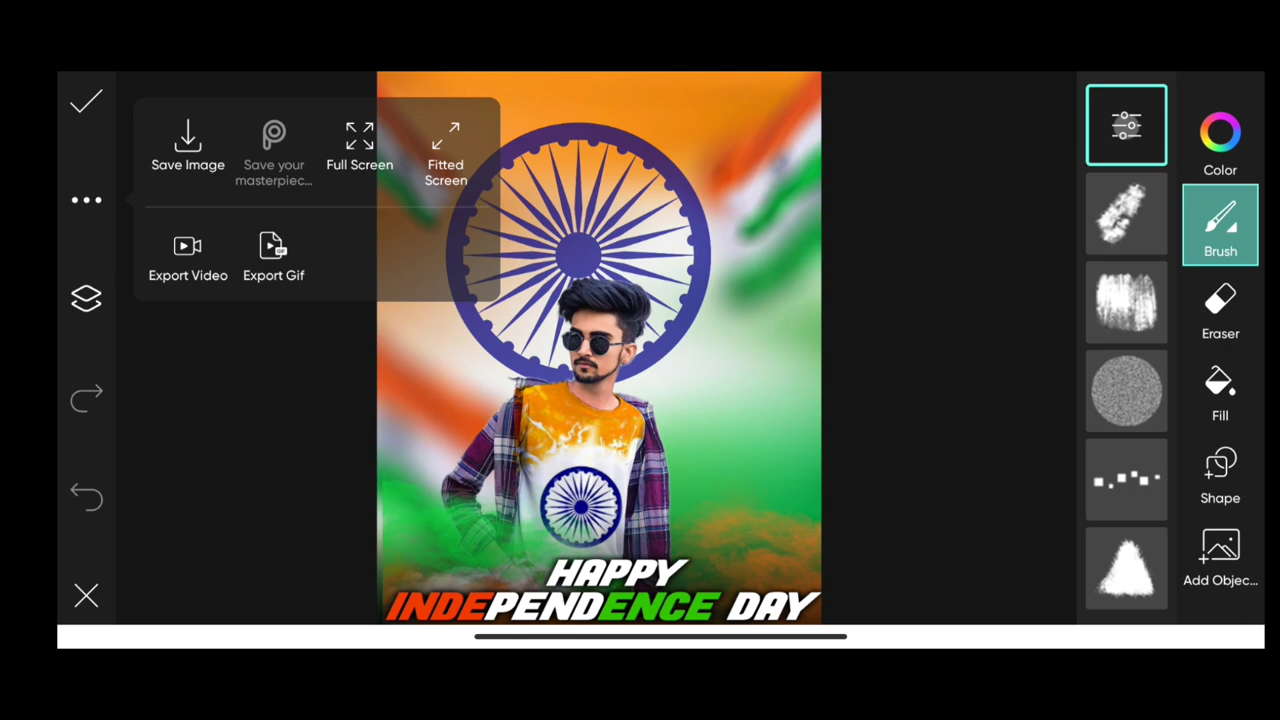 Save Image
Save your
masterpiec...
Full Screen
Fitted
Screen
Export Video
Export Gif
HAPPY
INDEPENDENCE DAY
Color
Brush
Eraser
Fill
Shape
Add Objec...